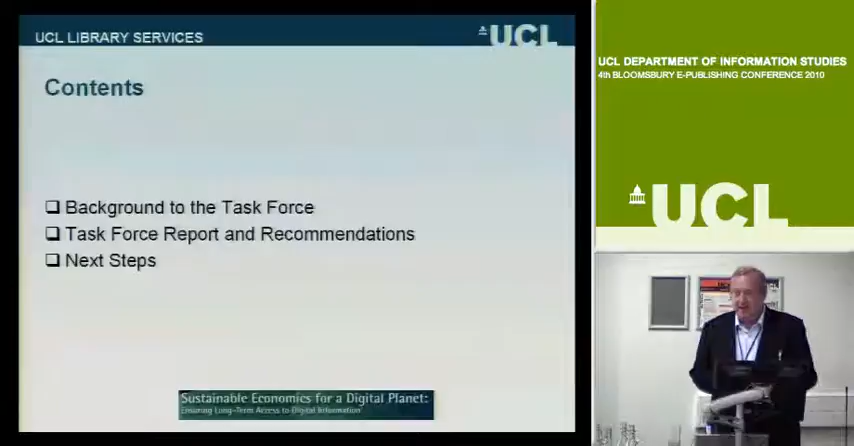 UCL LIBRARY SERVICES
UCL
Contents
Background to the Task Force
Task Force Report and Recommendations
Next Steps
Sustainable Economics for a Digital Planet:
Ensuring Long-Term Access to Digital Information
UCL DEPARTMENT OF INFORMATION STUDIES
4th BLOOMSBURY E-PUBLISHING CONFERENCE 2010
UCL